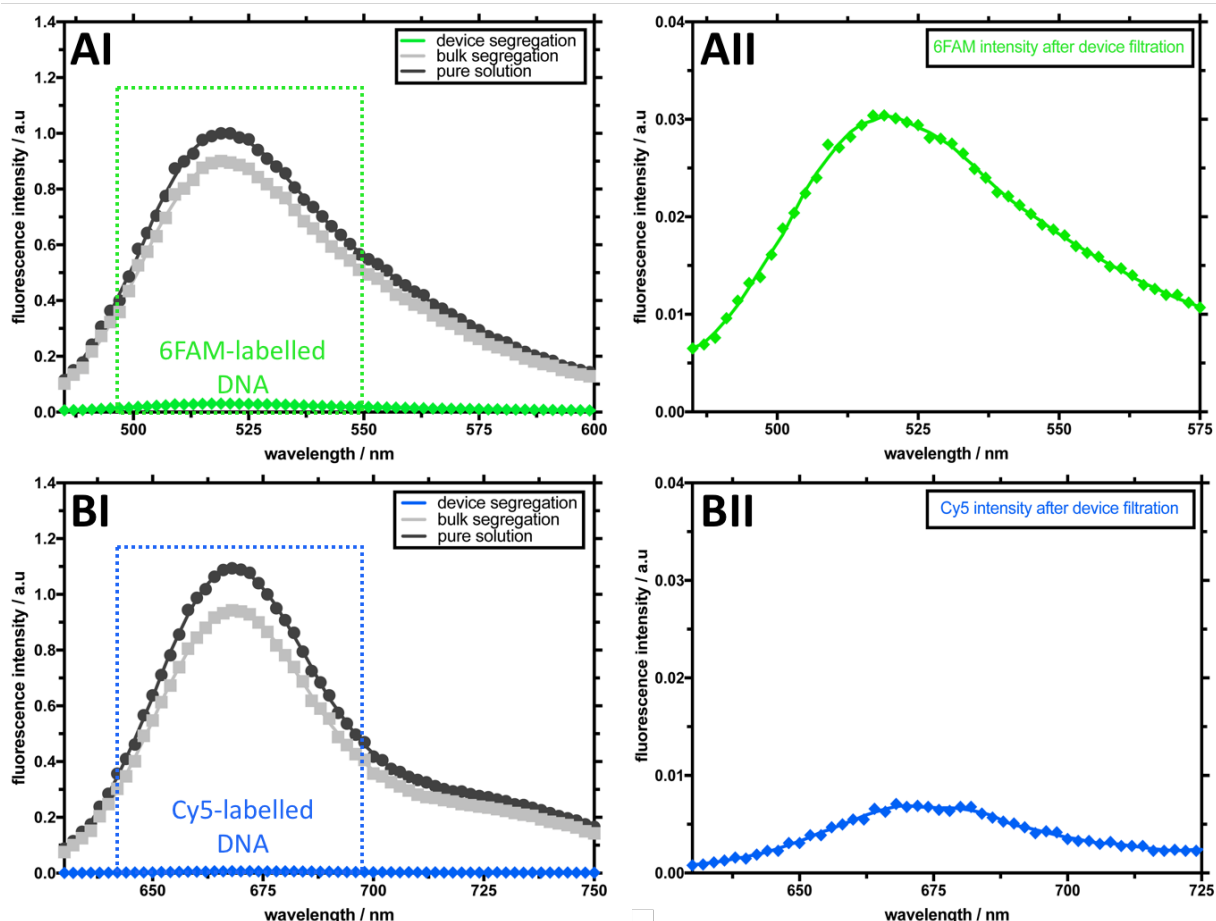 AI
1.4
1.2
1.0
0.8
0.6
0.4
0.2
0.0
fluorescence intensity / a.u
device segregation
bulk segregation
pure solution
6FAM-labelled
DNA
500
525
550
575
600
wavelength / nm
AII
0.04
0.03
0.02
0.01
0.00
fluorescence intensity / a.u
6FAM intensity after device filtration
500
525
550
575
wavelength / nm
BI
1.4
1.2
1.0
0.8
0.6
0.4
0.2
0.0
fluorescence intensity / a.u
device segregation
bulk segregation
pure solution
Cy5-labelled
DNA
650
675
700
725
750
wavelength / nm
BII
0.04
0.03
0.02
0.01
0.00
fluorescence intensity / a.u
Cy5 intensity after device filtration
650
675
700
725
wavelength / nm